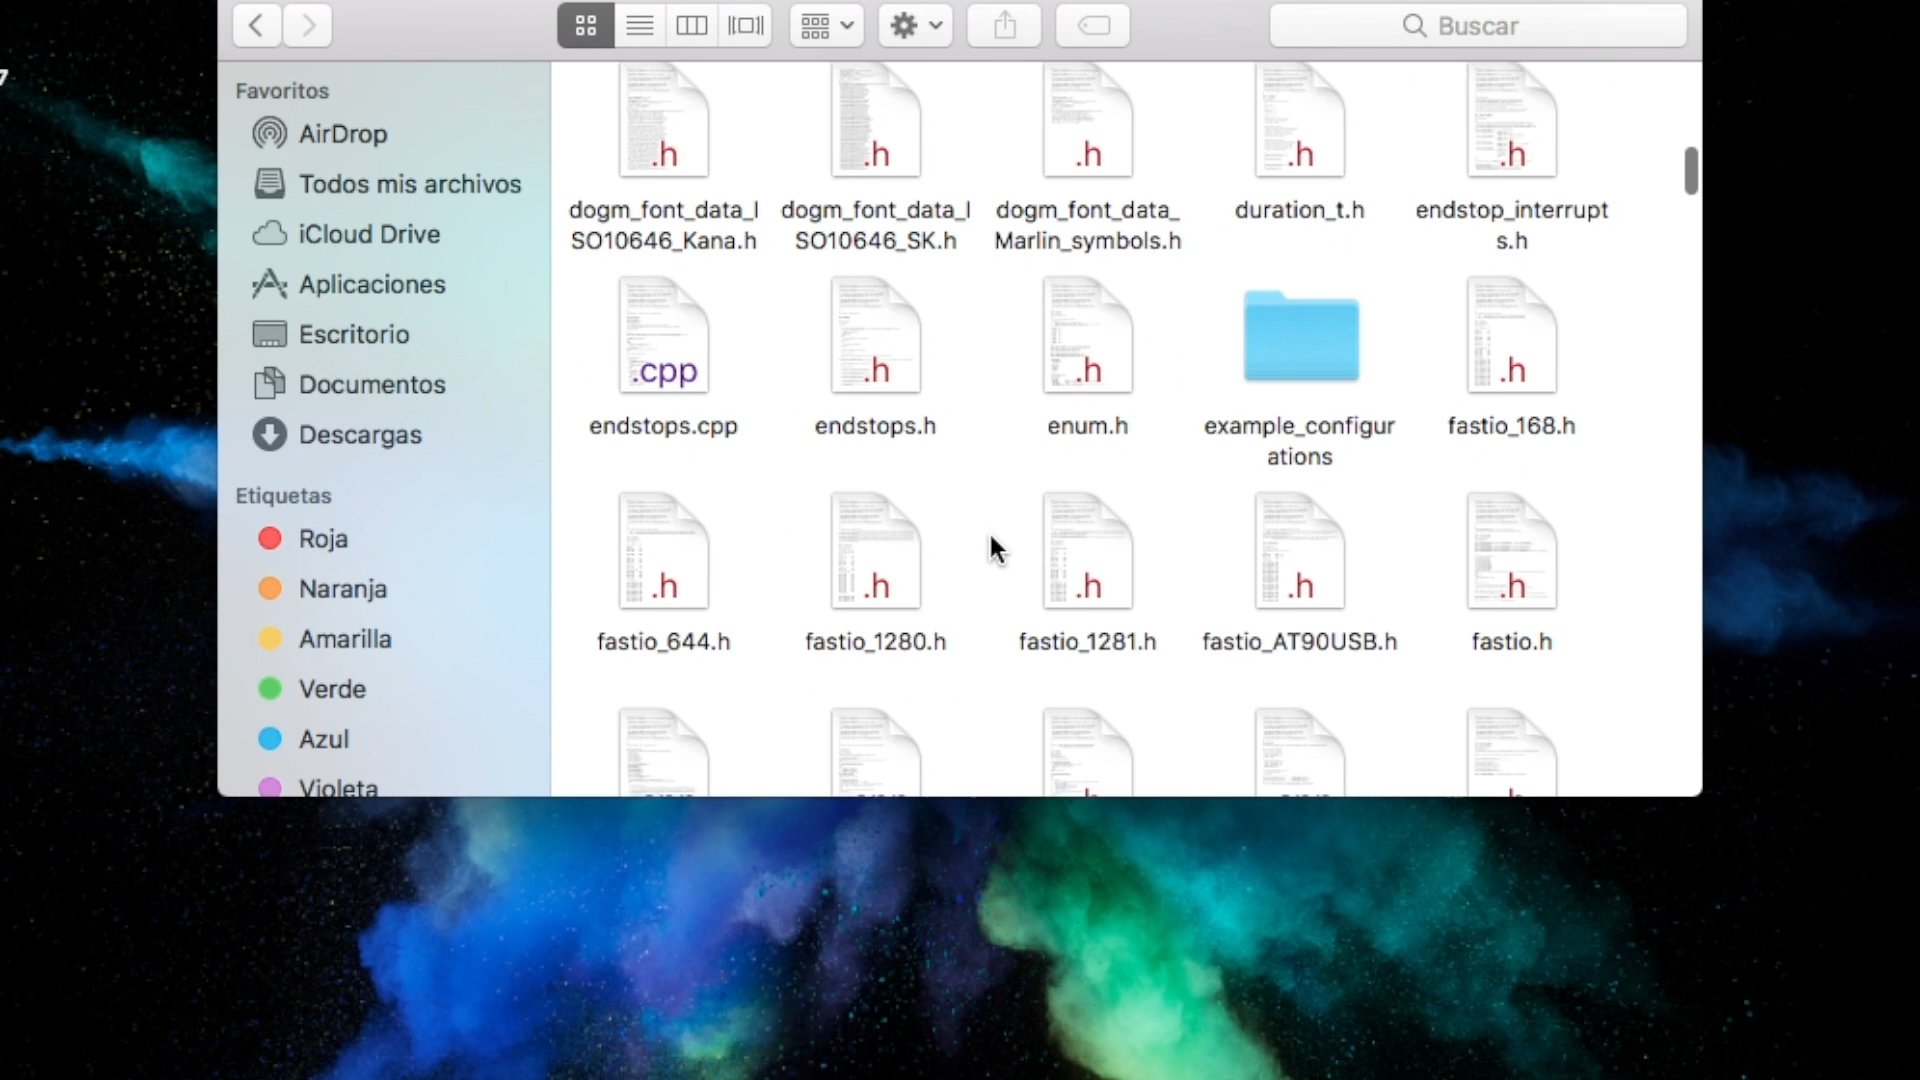 Buscar
7
Favoritos
AirDrop
Todos mis archivos
iCloud Drive
Aplicaciones
Escritorio
Documentos
Descargas
Etiquetas
Roja
Naranja
Amarilla
Verde
Azul
Violeta
.h
.h
.h
.h
.h
dogm_font_data_I
SO10646_Kana.h
dogm_font_data_I
SO10646_SK.h
dogm_font_data_
Marlin_symbols.h
duration_t.h
endstop_interrupt
s.h
.cpp
.h
.h
.h
endstops.cpp
endstops.h
enum.h
example_configur
ations
fastio_168.h
.h
.h
.h
.h
.h
fastio_644.h
fastio_1280.h
fastio_1281.h
fastio_AT90USB.h
fastio.h